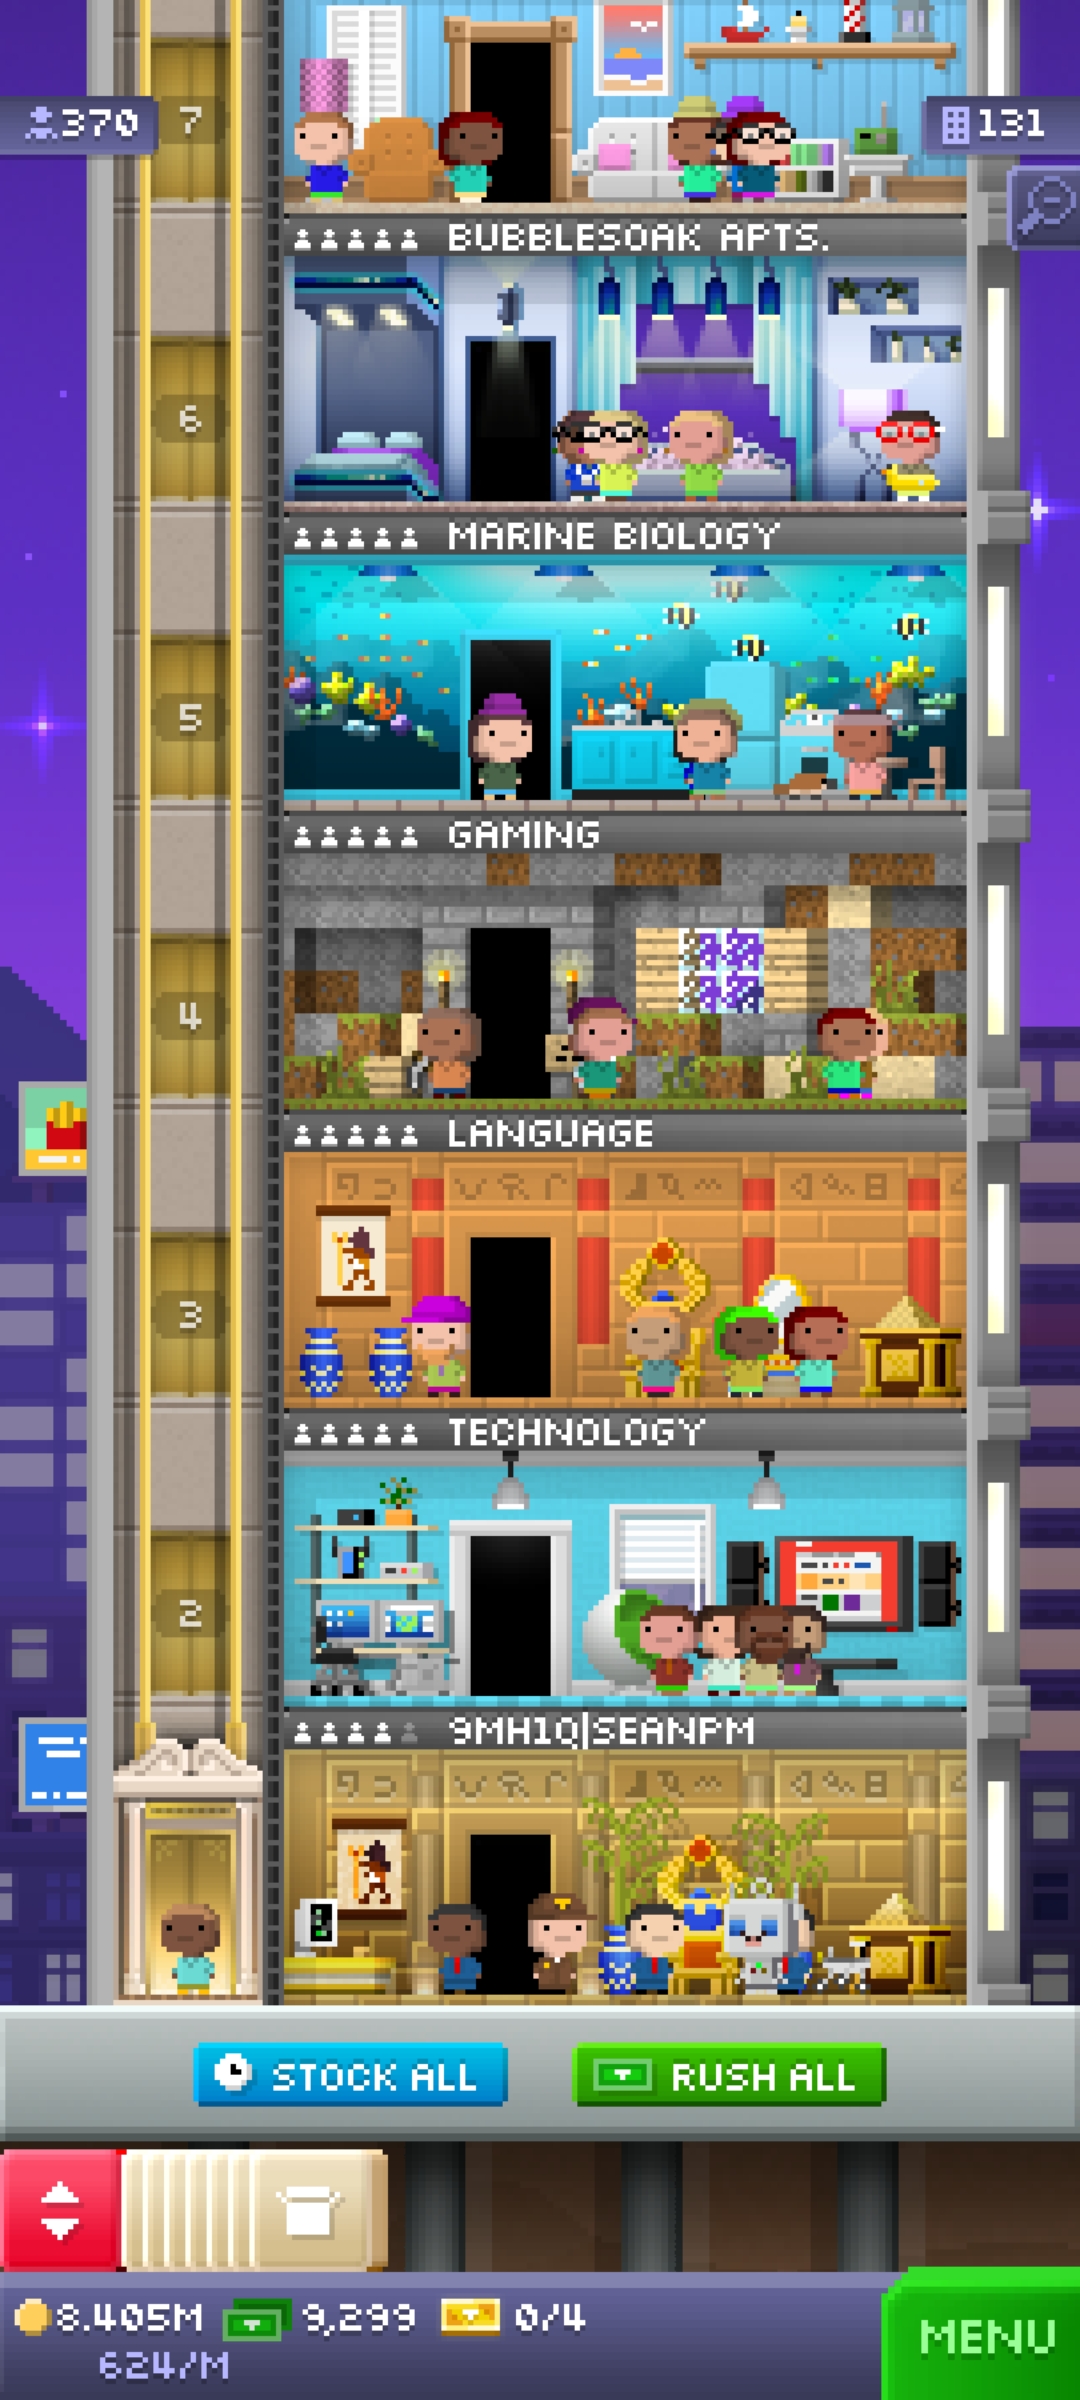 370
7
131
BUBBLESOAK APTS.
6
MARINE BIOLOGY
5
GAMING
4
LANGUAGE
3
TECHNOLOGY
2
9MH1Q|SEANPM
STOCK ALL
RUSH ALL
8.405M
9,299
0/4
624/M
MENU